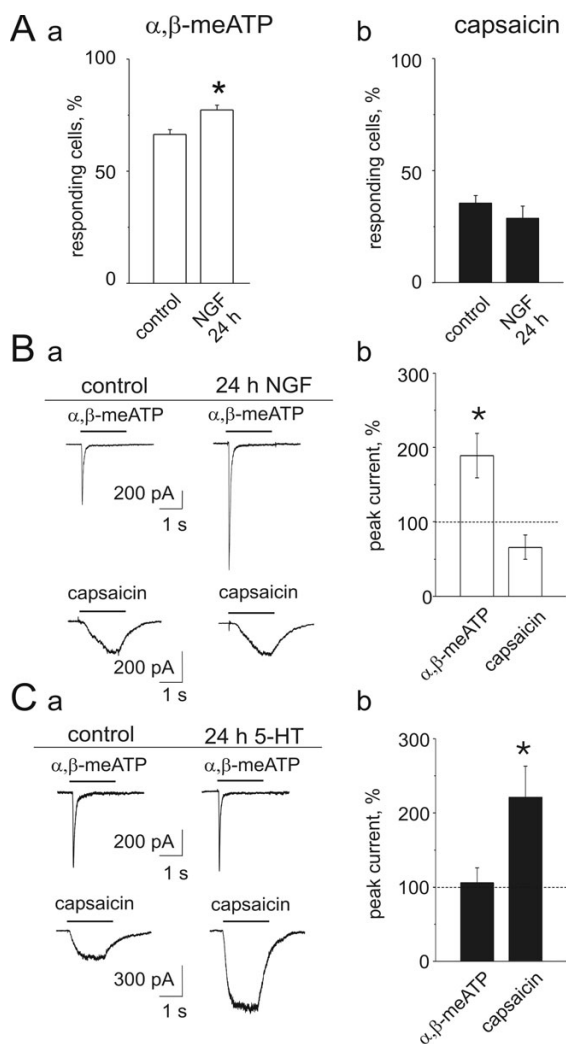 A a
α,β-meATP
responding cells, %
100
50
0
control
NGF
24 h
*
b
capsaicin
responding cells, %
100
50
0
control
NGF
24 h
B a
control
24 h NGF
α,β-meATP
α,β-meATP
200 pA
1 s
capsaicin
capsaicin
200 pA
1 s
b
peak current, %
300
200
100
0
*
α,β-meATP
capsaicin
C a
control
24 h 5-HT
α,β-meATP
α,β-meATP
200 pA
1 s
capsaicin
capsaicin
300 pA
1 s
b
peak current, %
300
200
100
0
*
α,β-meATP
capsaicin